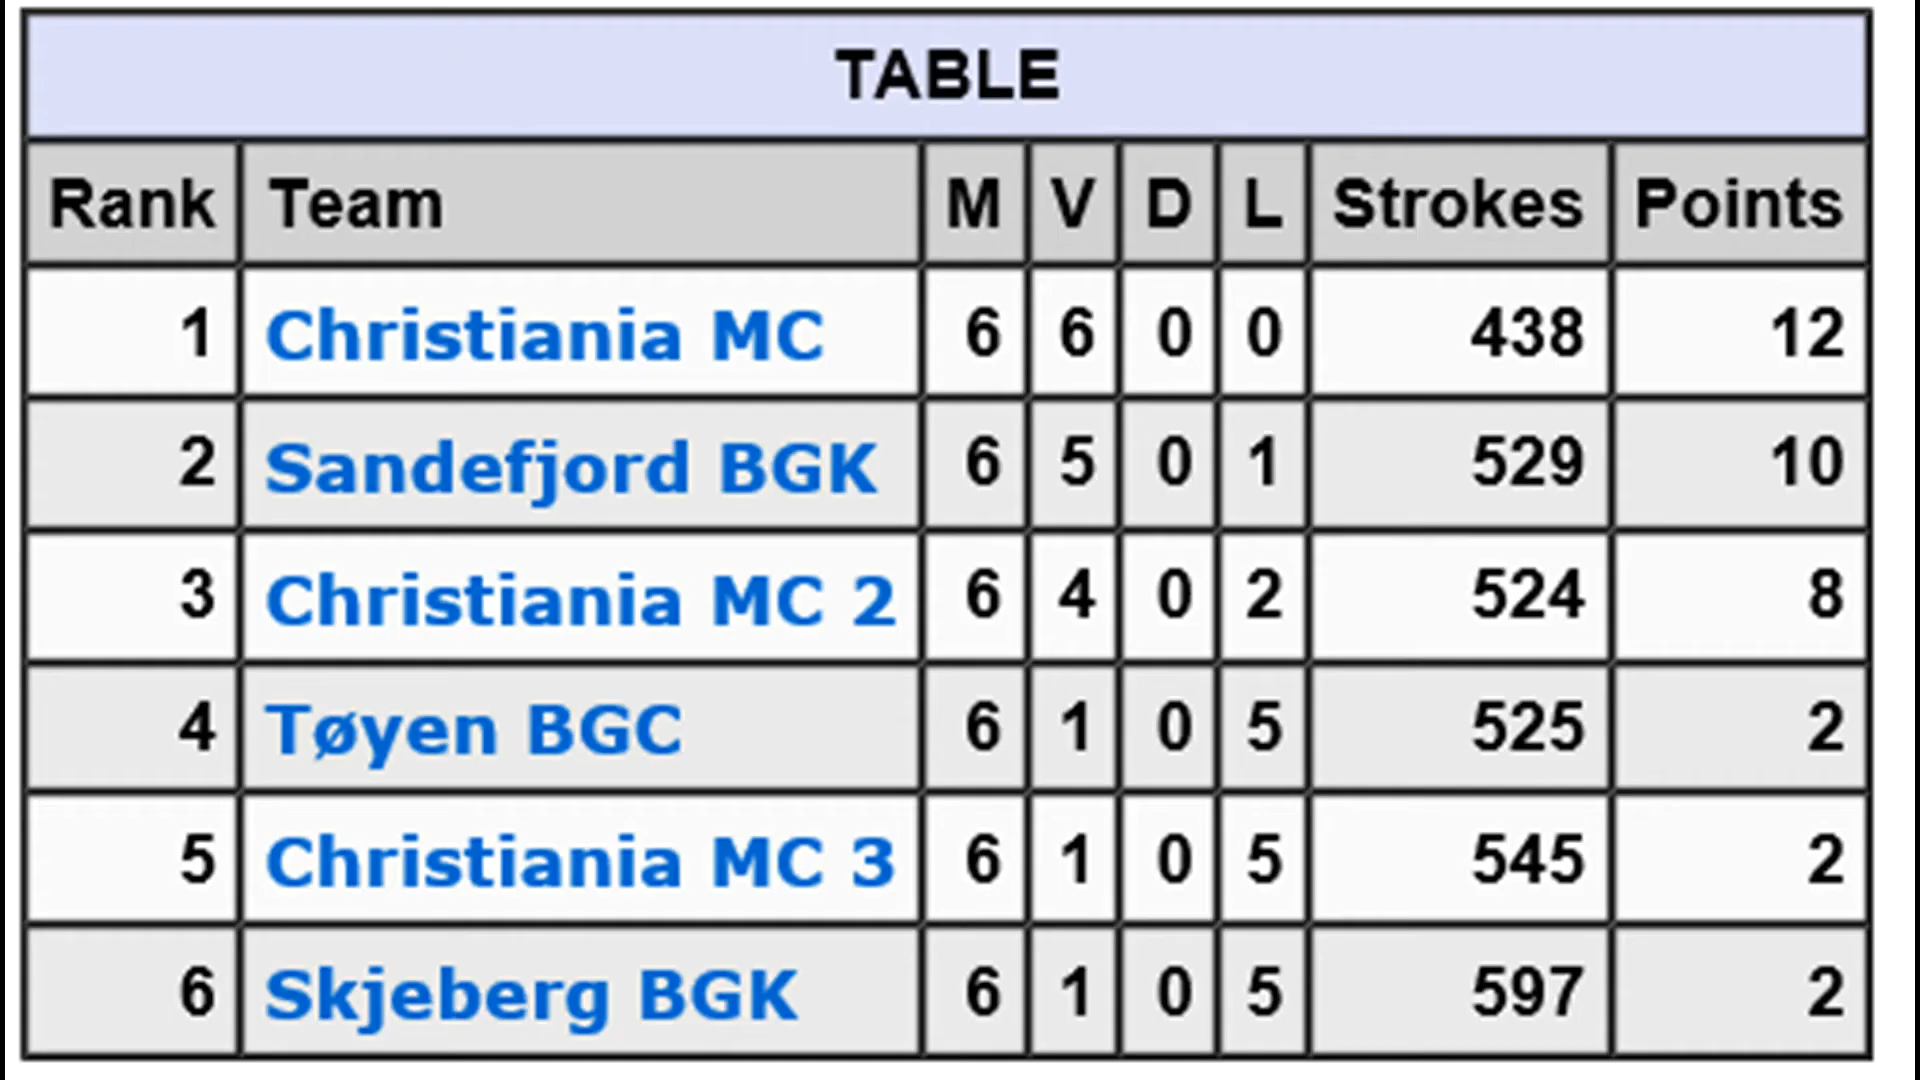 TABLE
Rank Team M V D L Strokes Points
1 Christiania MC 6 6 0 0 438 12
2 Sandefjord BGK 6 5 0 1 529 10
3 Christiania MC 2 6 4 0 2 524 8
4 Tøyen BGC 6 1 0 5 525 2
5 Christiania MC 3 6 1 0 5 545 2
6 Skjeberg BGK 6 1 0 5 597 2